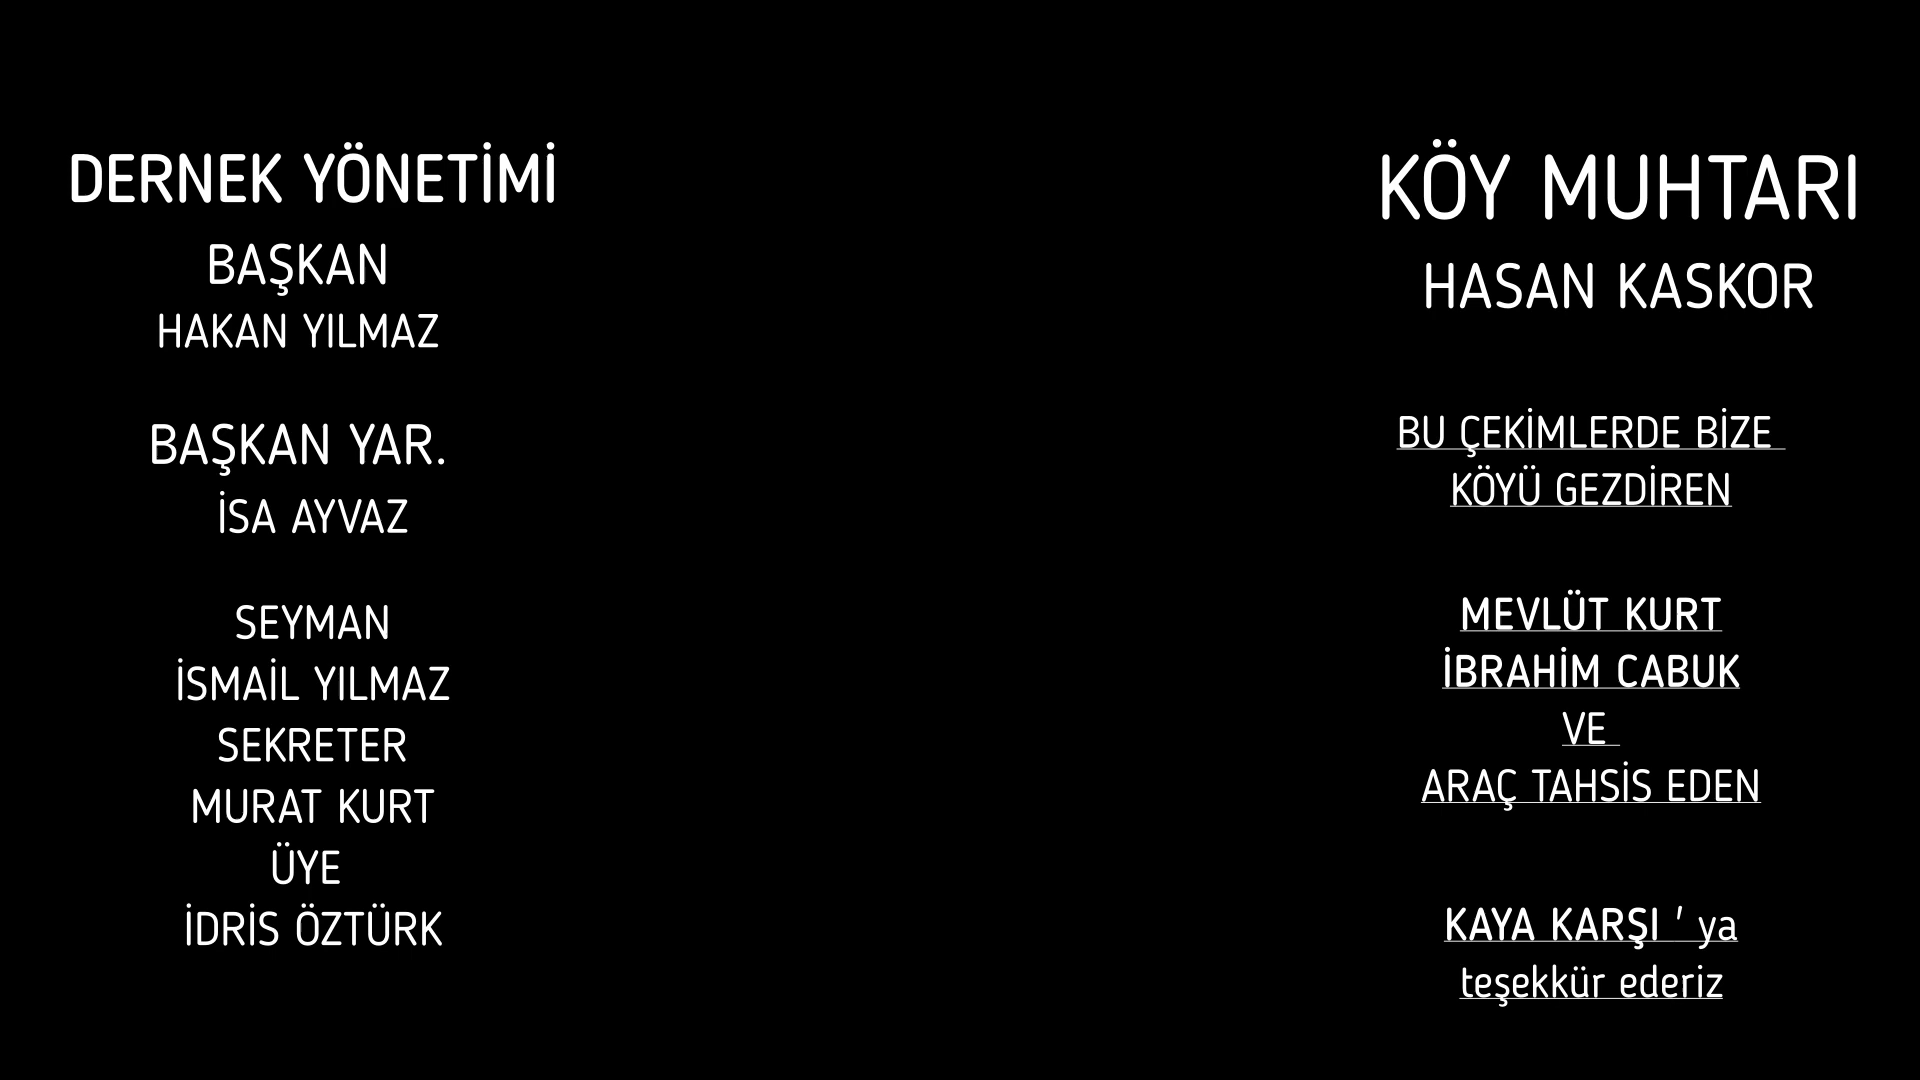 DERNEK YÖNETİMİ
BAŞKAN
HAKAN YILMAZ
BAŞKAN YAR.
İSA AYVAZ
SEYMAN
İSMAİL YILMAZ
SEKRETER
MURAT KURT
ÜYE
İDRİS ÖZTÜRK
KÖY MUHTARI
HASAN KASKOR
BU ÇEKİMLERDE BİZE
KÖYÜ GEZDİREN
MEVLÜT KURT
İBRAHİM CABUK
VE
ARAÇ TAHSİS EDEN
KAYA KARŞI ' ya
teşekkür ederiz